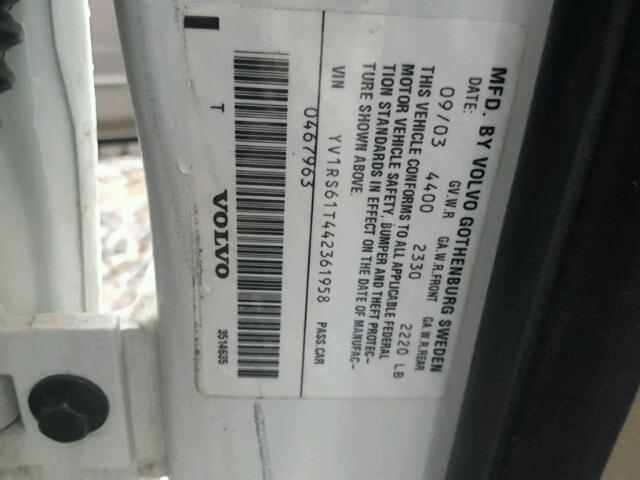 MFD. BY VOLVO GOTHENBURG SWEDEN
DATE: G.V.W.R GA.W.R.FRONT GA.W.R.REAR
09/03 4400 2330 2220 LB
THIS VEHICLE CONFORMS TO ALL APPLICABLE FEDERAL
MOTOR VEHICLE SAFETY, BUMPER AND THEFT PROTEC-
TION STANDARDS IN EFFECT ON THE DATE OF MANUFAC-
TURE SHOWN ABOVE.
VIN YV1RS61T442361958 PASS.CAR
0467963
T VOLVO 3514635